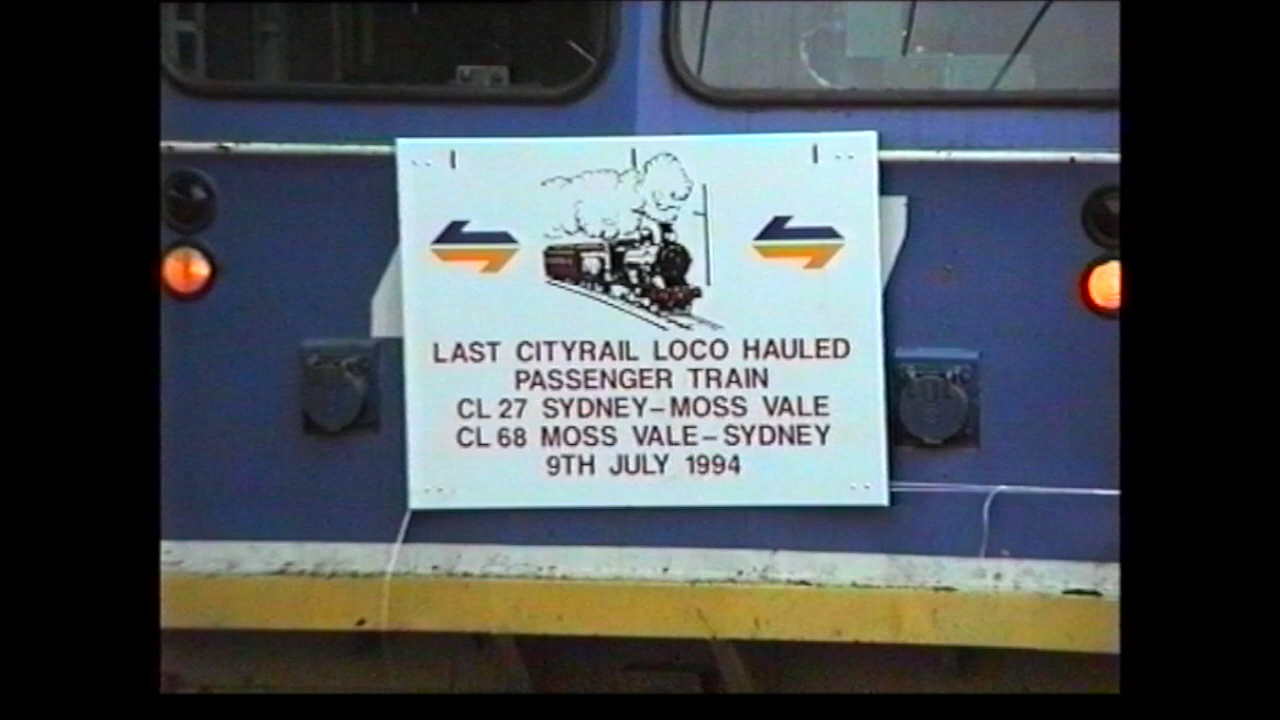 LAST CITYRAIL LOCO HAULED
PASSENGER TRAIN
CL 27 SYDNEY–MOSS VALE
CL 68 MOSS VALE–SYDNEY
9TH JULY 1994